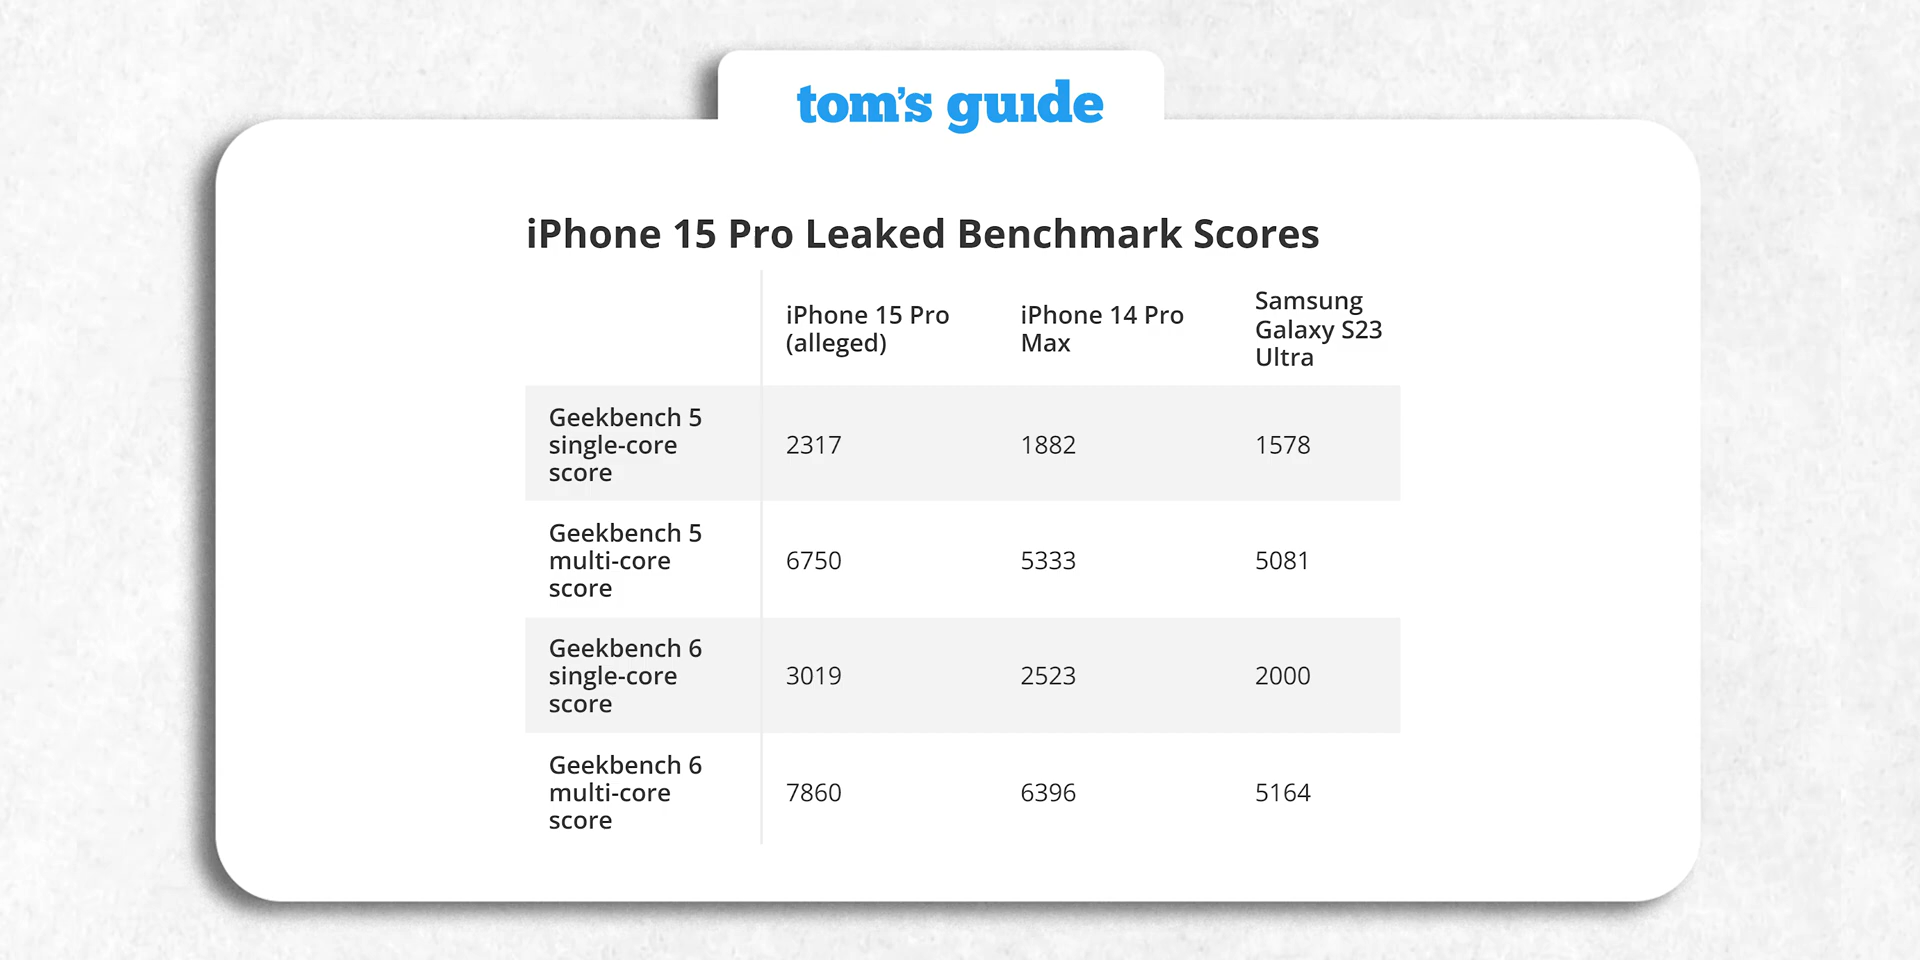 tom's guide
iPhone 15 Pro Leaked Benchmark Scores
iPhone 15 Pro
(alleged)
iPhone 14 Pro
Max
Samsung
Galaxy S23
Ultra
Geekbench 5
single-core
score
2317
1882
1578
Geekbench 5
multi-core
score
6750
5333
5081
Geekbench 6
single-core
score
3019
2523
2000
Geekbench 6
multi-core
score
7860
6396
5164